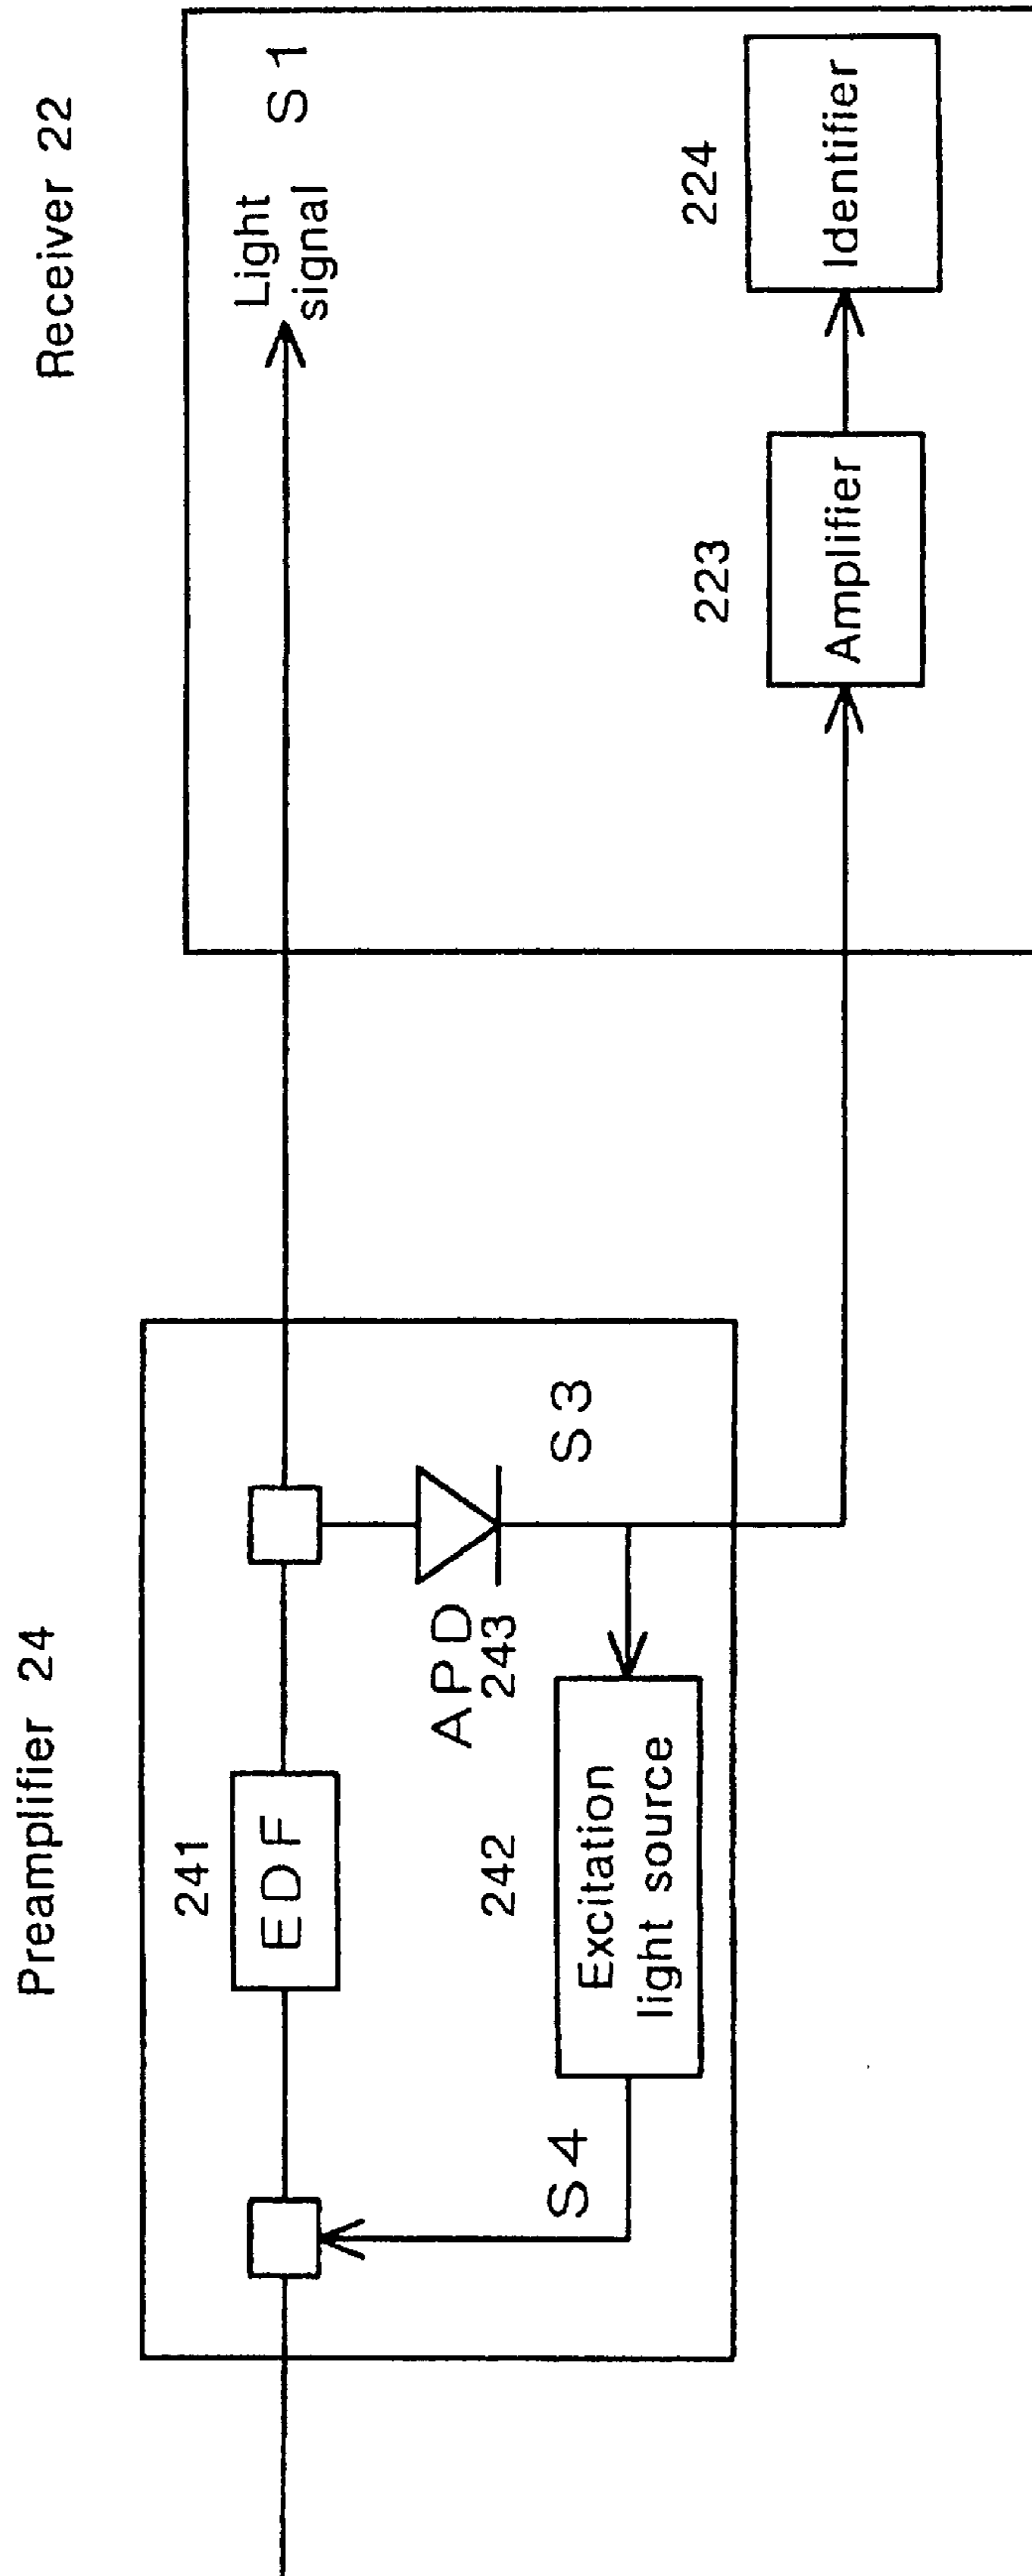 Preamplifier 24
Receiver 22
241
EDF
Light
signal
S1
APD
243
S3
242
Excitation
light source
S4
223
Amplifier
224
Identifier